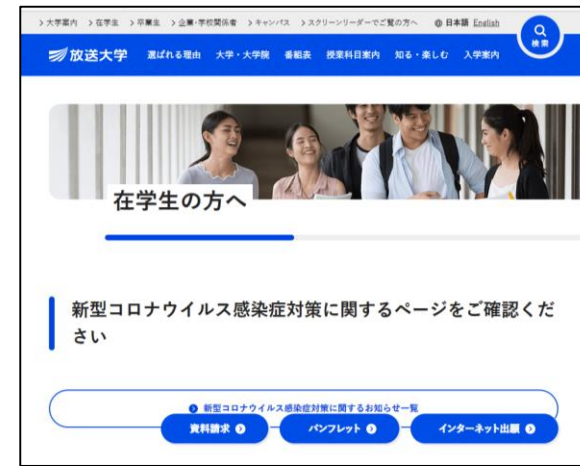 > 大学案内 > 在学生 > 卒業生 > 企業・学校関係者 > キャンパス > スクリーンリーダーでご覧の方へ 日本語 English
検索
放送大学 選ばれる理由 大学・大学院 番組表 授業科目案内 知る・楽しむ 入学案内
在学生の方へ
新型コロナウイルス感染症対策に関するページをご確認くだ
さい
新型コロナウイルス感染症対策に関するお知らせ一覧
資料請求 パンフレット インターネット出願